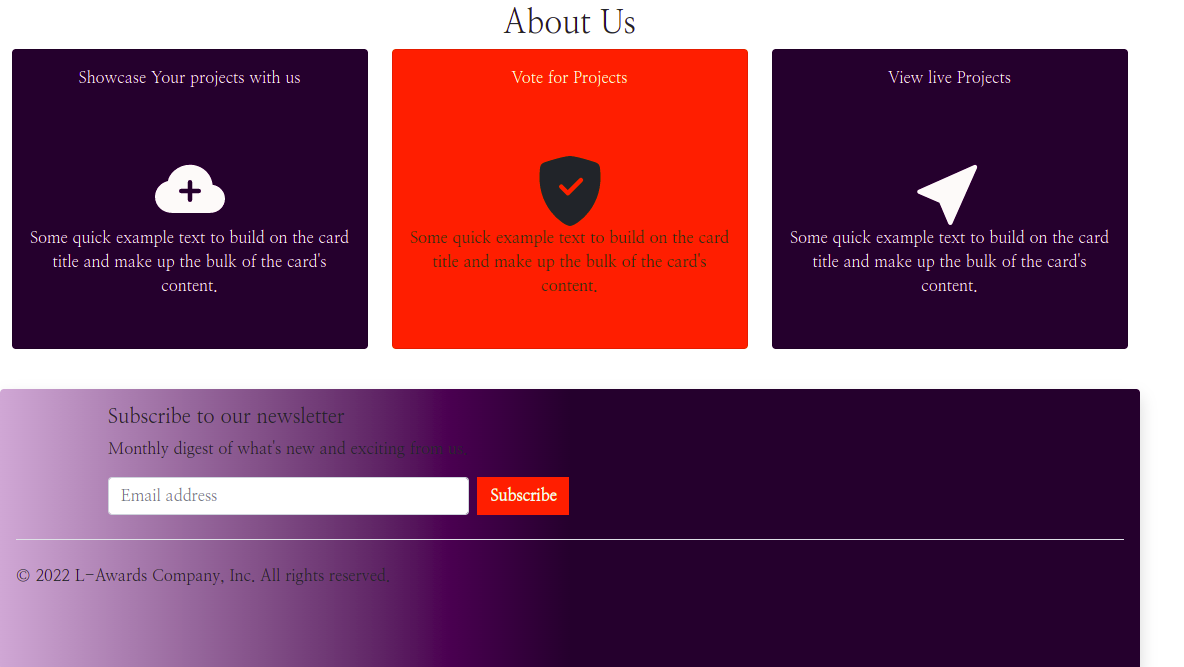 About Us
Showcase Your projects with us
Some quick example text to build on the card
title and make up the bulk of the card's
content.
Vote for Projects
Some quick example text to build on the card
title and make up the bulk of the card's
content.
View live Projects
Some quick example text to build on the card
title and make up the bulk of the card's
content.
Subscribe to our newsletter
Monthly digest of what's new and exciting from us.
Email address
Subscribe
© 2022 L-Awards Company, Inc. All rights reserved.